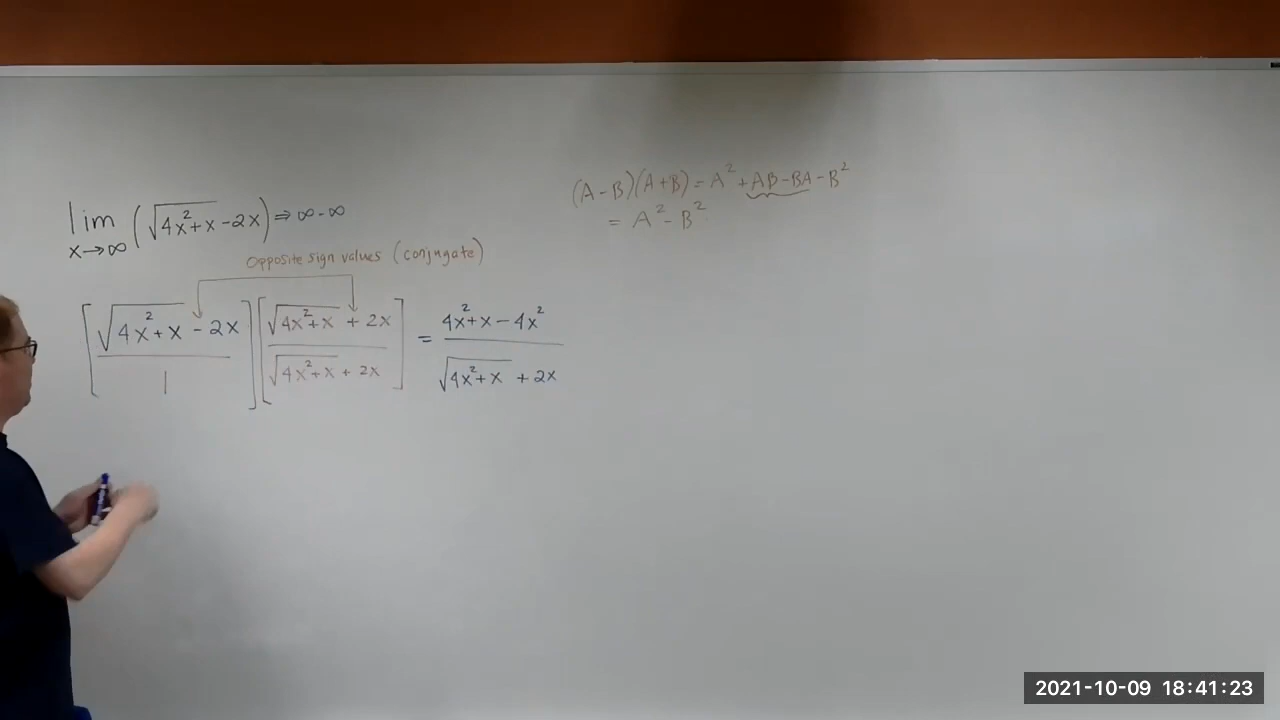 lim (√4x²+x - 2x) ⇒ ∞ - ∞
x→∞
(A - B)(A+B) = A² + AB - BA - B²
= A² - B²
Opposite sign values (conjugate)
[√4x²+x - 2x / 1] [√4x²+x + 2x / √4x²+x + 2x] = 4x²+x - 4x² / √4x²+x + 2x
2021-10-09 18:41:23